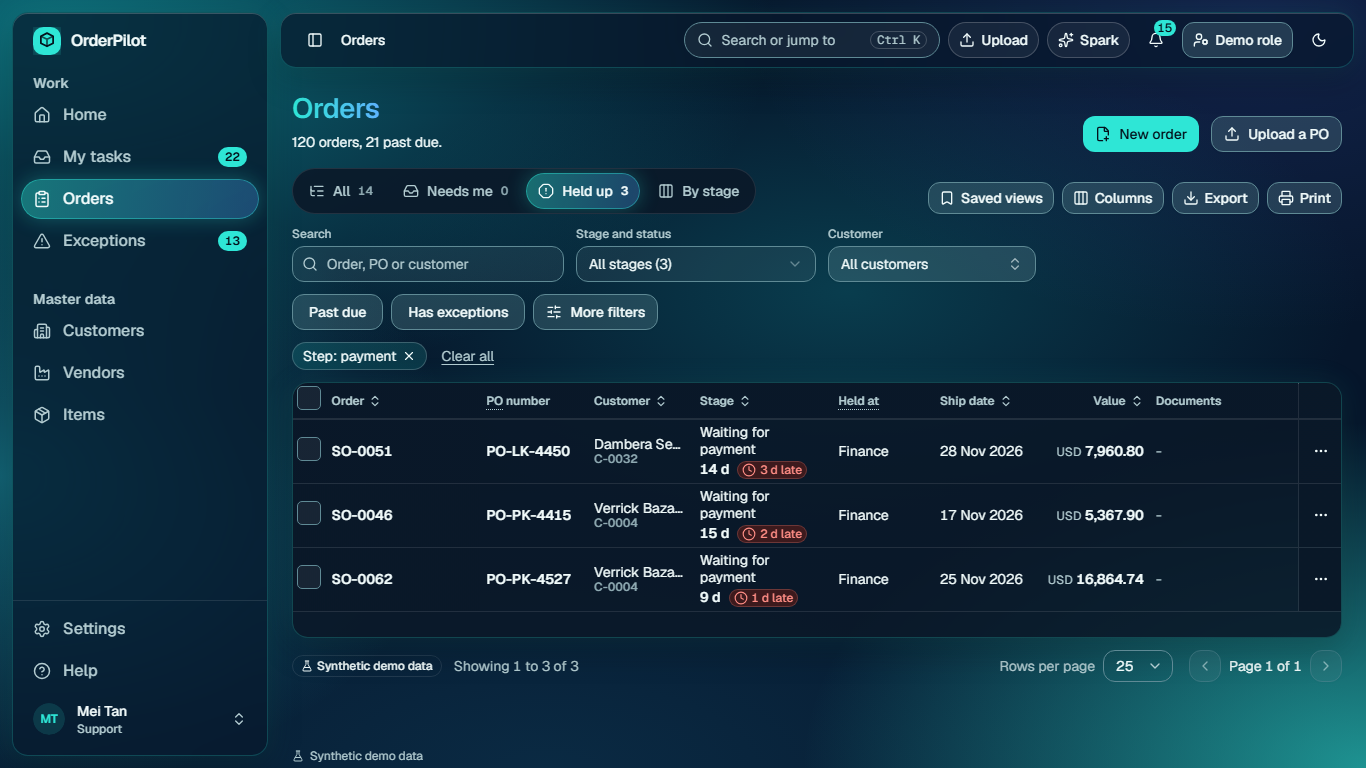 OrderPilot
Work
Home
My tasks 22
Orders
Exceptions 13
Master data
Customers
Vendors
Items
Settings
Help
MT Mei Tan
Support
Orders
Search or jump to Ctrl K
Upload
Spark
15
Demo role
Orders
120 orders, 21 past due.
New order
Upload a PO
All 14
Needs me 0
Held up 3
By stage
Saved views
Columns
Export
Print
Search
Order, PO or customer
Stage and status
All stages (3)
Customer
All customers
Past due
Has exceptions
More filters
Step: payment
Clear all
Order PO number Customer Stage Held at Ship date Value Documents
SO-0051 PO-LK-4450 Dambera Se... C-0032 Waiting for payment 14 d 3 d late Finance 28 Nov 2026 USD 7,960.80 –
SO-0046 PO-PK-4415 Verrick Baza... C-0004 Waiting for payment 15 d 2 d late Finance 17 Nov 2026 USD 5,367.90 –
SO-0062 PO-PK-4527 Verrick Baza... C-0004 Waiting for payment 9 d 1 d late Finance 25 Nov 2026 USD 16,864.74 –
Synthetic demo data
Showing 1 to 3 of 3
Rows per page 25
Page 1 of 1
Synthetic demo data